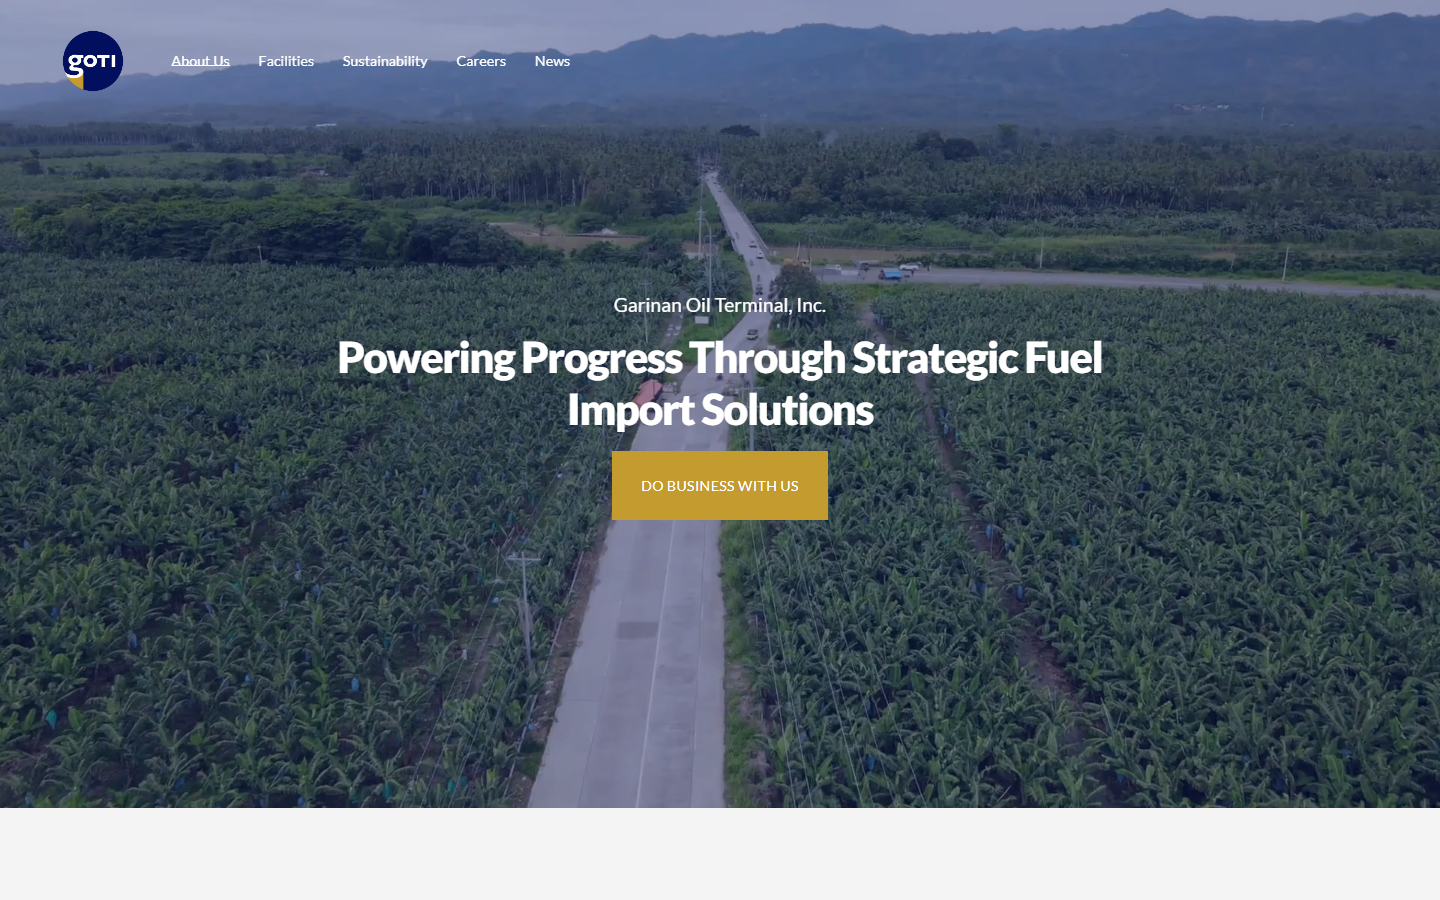 goti
About Us
Facilities
Sustainability
Careers
News
Garinan Oil Terminal, Inc.
Powering Progress Through Strategic Fuel
Import Solutions
DO BUSINESS WITH US